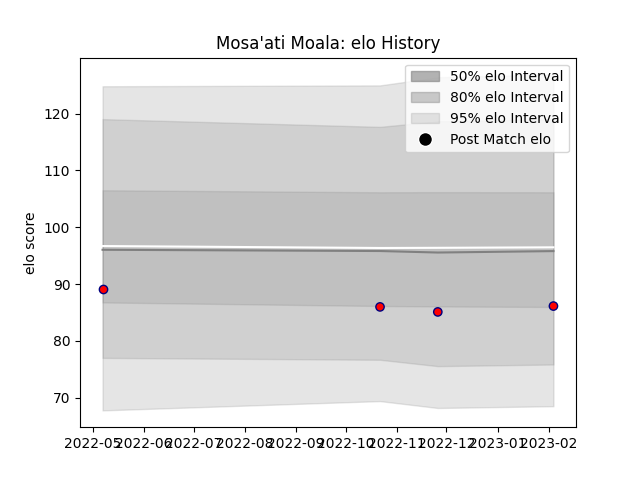 Mosa'ati Moala: elo History
50% elo Interval
80% elo Interval
95% elo Interval
Post Match elo
elo score
120
110
100
90
80
70
2022-05 2022-06 2022-07 2022-08 2022-09 2022-10 2022-11 2022-12 2023-01 2023-02